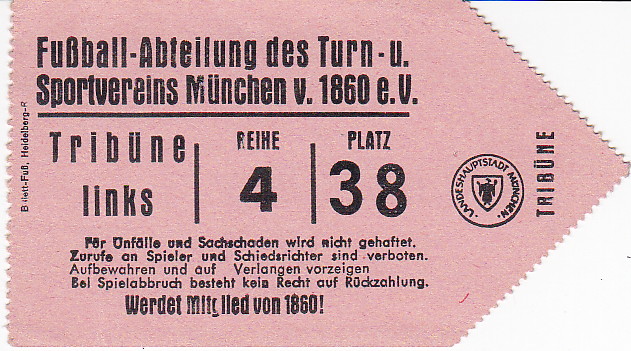 Fußball-Abteilung des Turn- u.
Sportvereins München v. 1860 e.V.
Tribüne
links
REIHE
4
PLATZ
38
Für Unfälle und Sachschaden wird nicht gehaftet.
Zurufe an Spieler und Schiedsrichter sind verboten.
Aufbewahren und auf Verlangen vorzeigen
Bei Spielabbruch besteht kein Recht auf Rückzahlung.
Werdet Mitglied von 1860!
Billett-Fuß, Heidelberg-R
LANDESHAUPTSTADT MÜNCHEN
TRIBÜNE